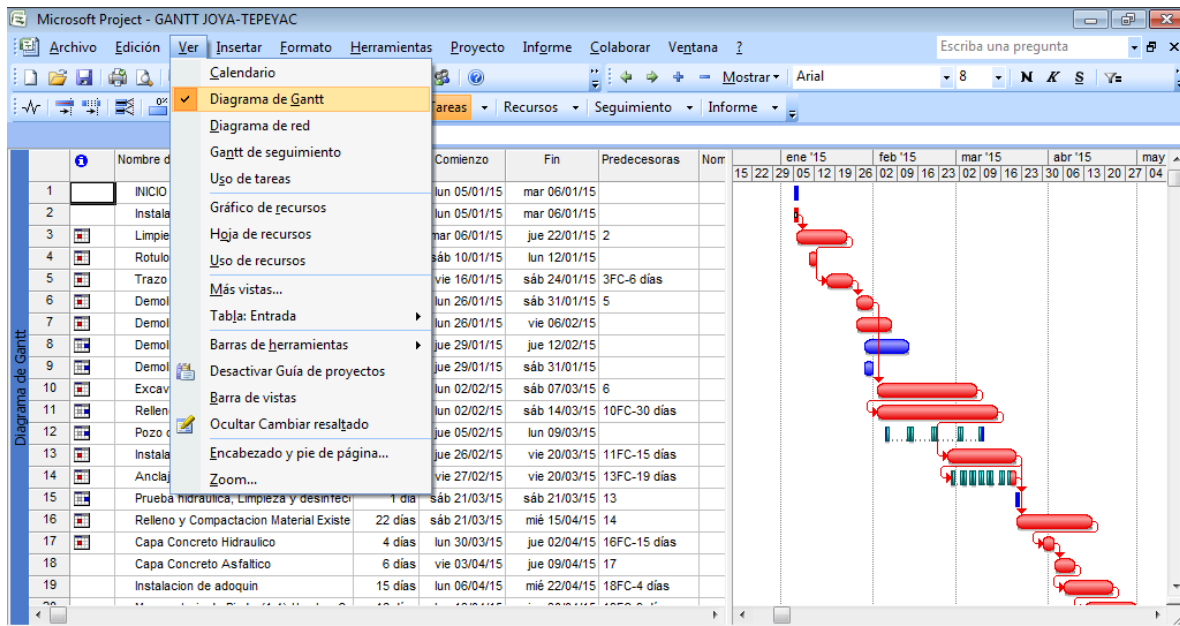 Microsoft Project - GANTT JOYA-TEPEYAC
Archivo Edición Ver Insertar Formato Herramientas Proyecto Informe Colaborar Ventana ? Escriba una pregunta
Mostrar Arial 8 N K S
Tareas Recursos Seguimiento Informe
Calendario
Diagrama de Gantt
Diagrama de red
Gantt de seguimiento
Uso de tareas
Gráfico de recursos
Hoja de recursos
Uso de recursos
Más vistas...
Tabla: Entrada
Barras de herramientas
Desactivar Guía de proyectos
Barra de vistas
Ocultar Cambiar resaltado
Encabezado y pie de página...
Zoom...
Diagrama de Gantt
Nombre d Comienzo Fin Predecesoras Nom
ene '15 feb '15 mar '15 abr '15 may
15 22 29 05 12 19 26 02 09 16 23 02 09 16 23 30 06 13 20 27 04
1 INICIO lun 05/01/15 mar 06/01/15
2 Instala lun 05/01/15 mar 06/01/15
3 Limpie mar 06/01/15 jue 22/01/15 2
4 Rotulo sáb 10/01/15 lun 12/01/15
5 Trazo vie 16/01/15 sáb 24/01/15 3FC-6 días
6 Demol lun 26/01/15 sáb 31/01/15 5
7 Demol lun 26/01/15 vie 06/02/15
8 Demol jue 29/01/15 jue 12/02/15
9 Demol jue 29/01/15 sáb 31/01/15
10 Excav lun 02/02/15 sáb 07/03/15 6
11 Rellen lun 02/02/15 sáb 14/03/15 10FC-30 días
12 Pozo jue 05/02/15 lun 09/03/15
13 Instala jue 26/02/15 vie 20/03/15 11FC-15 días
14 Anclaj vie 27/02/15 vie 20/03/15 13FC-19 días
15 Prueba hidraulica, Limpieza y desinfecc 1 día sáb 21/03/15 sáb 21/03/15 13
16 Relleno y Compactacion Material Existe 22 días sáb 21/03/15 mié 15/04/15 14
17 Capa Concreto Hidraulico 4 días lun 30/03/15 jue 02/04/15 16FC-15 días
18 Capa Concreto Asfaltico 6 días vie 03/04/15 jue 09/04/15 17
19 Instalacion de adoquin 15 días lun 06/04/15 mié 22/04/15 18FC-4 días